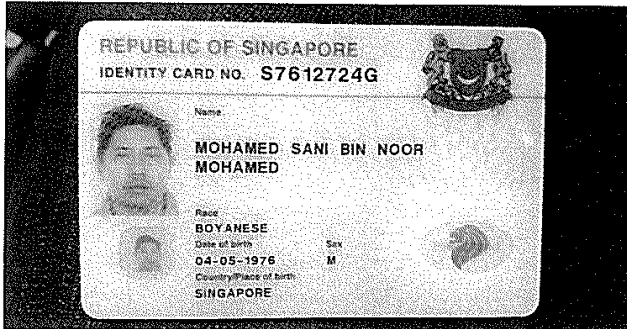 REPUBLIC OF SINGAPORE
IDENTITY CARD NO. S7612724G
Name
MOHAMED SANI BIN NOOR
MOHAMED
Race
BOYANESE
Date of birth Sex
04-05-1976 M
Country/Place of birth
SINGAPORE